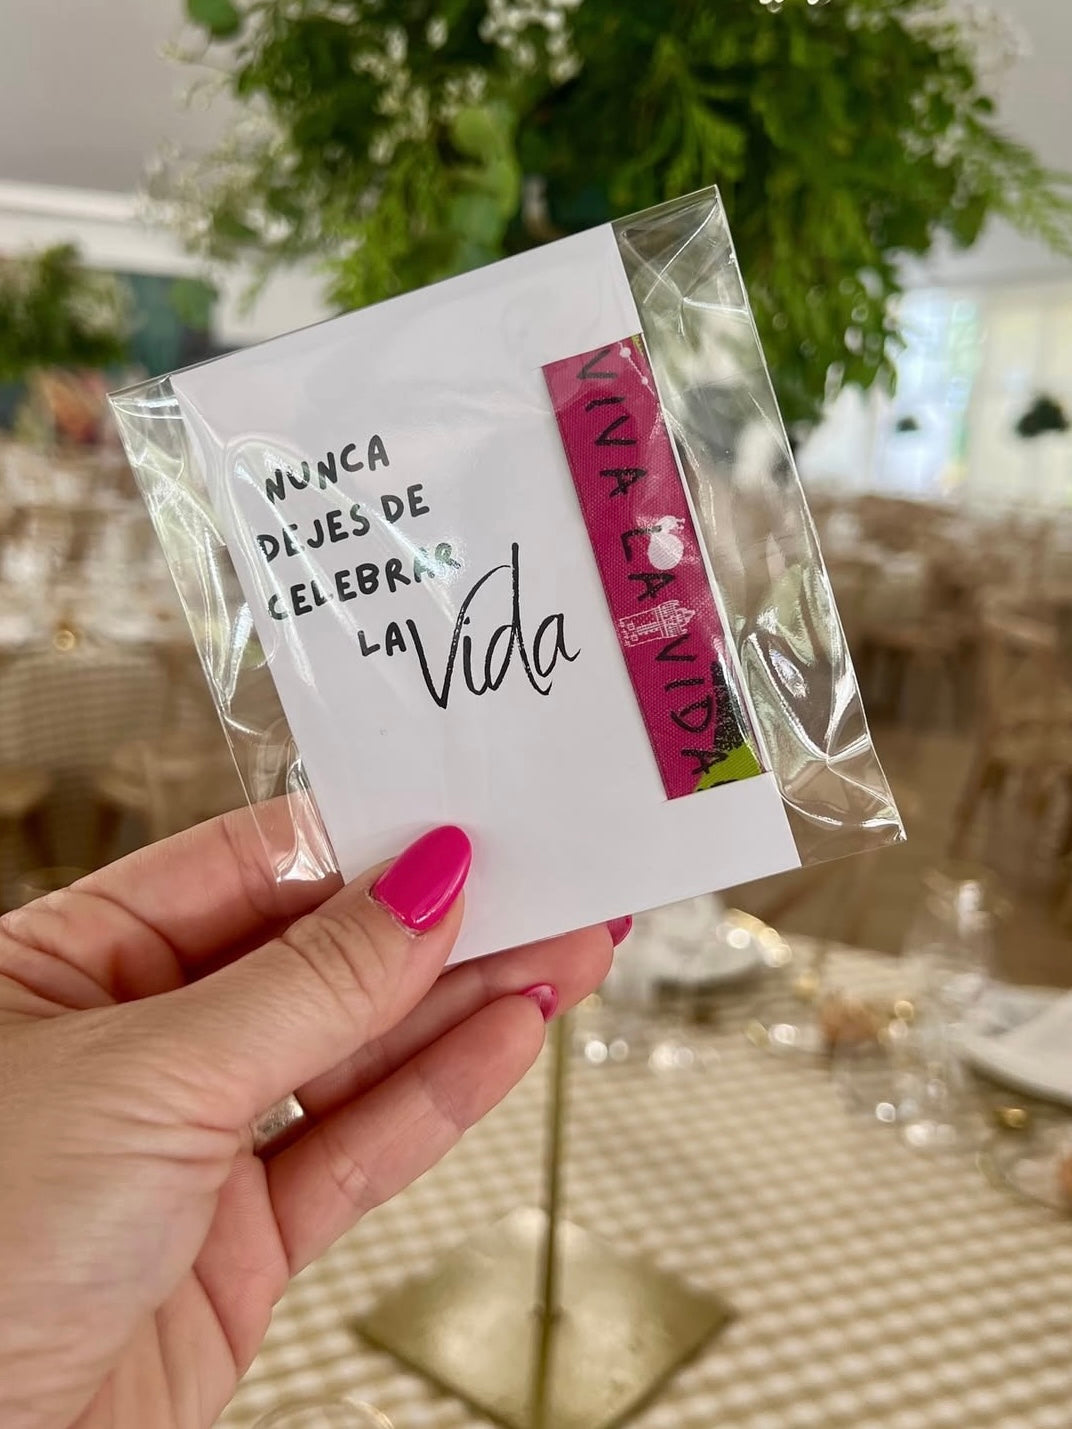 NUNCA
DEJES DE
CELEBRAR
LA Vida
VIVA LA VIDA